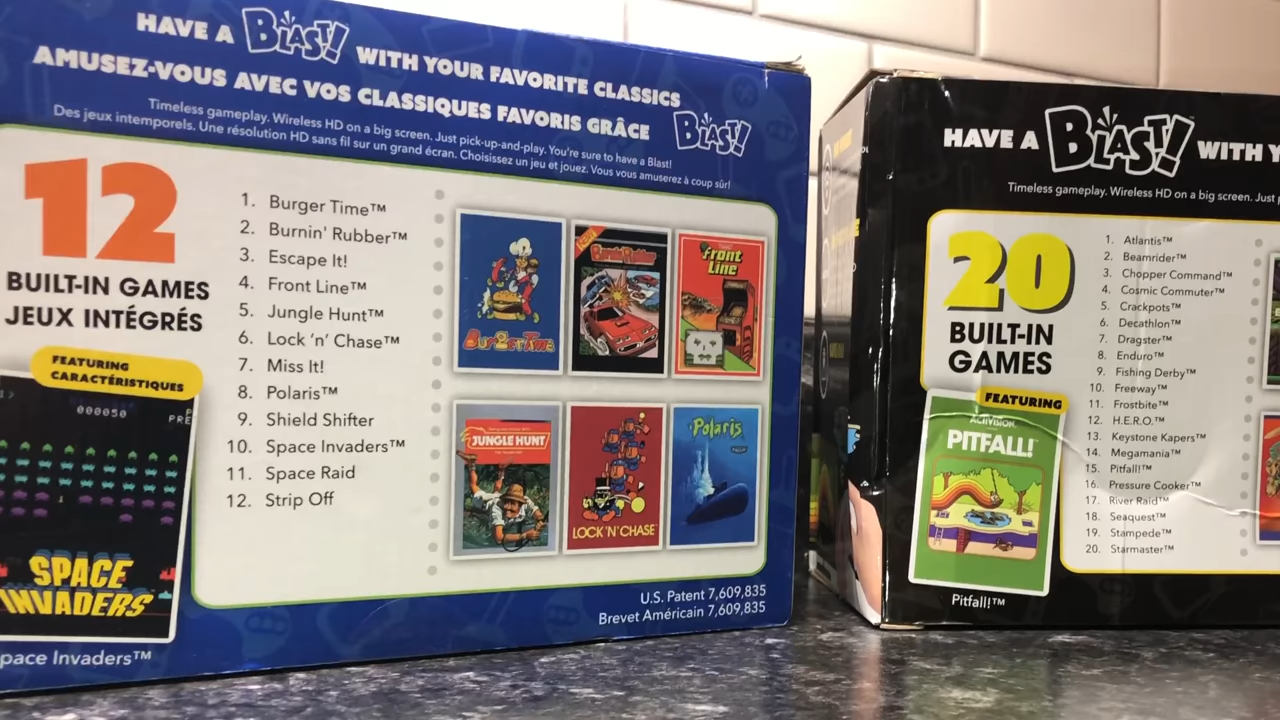 HAVE A BLAST! WITH YOUR FAVORITE CLASSICS
AMUSEZ-VOUS AVEC VOS CLASSIQUES FAVORIS GRÂCE BLAST!
Timeless gameplay. Wireless HD on a big screen. Just pick-up-and-play. You're sure to have a Blast!
Des jeux intemporels. Une résolution HD sans fil sur un grand écran. Choisissez un jeu et jouez. Vous vous amuserez à coup sûr!
12
BUILT-IN GAMES
JEUX INTÉGRÉS
FEATURING
CARACTÉRISTIQUES
000050
PRE
SPACE
INVADERS
pace Invaders™
1. Burger Time™
2. Burnin' Rubber™
3. Escape It!
4. Front Line™
5. Jungle Hunt™
6. Lock 'n' Chase™
7. Miss It!
8. Polaris™
9. Shield Shifter
10. Space Invaders™
11. Space Raid
12. Strip Off
BurgerTime
Burnin' Rubber
Front
Line
JUNGLE HUNT
LOCK'N'CHASE
Polaris
U.S. Patent 7,609,835
Brevet Américain 7,609,835
HAVE A BLAST! WITH Y
Timeless gameplay. Wireless HD on a big screen. Just
20
BUILT-IN
GAMES
FEATURING
ACTIVISION
PITFALL!
Pitfall!™
1. Atlantis™
2. Beamrider™
3. Chopper Command™
4. Cosmic Commuter™
5. Crackpots™
6. Decathlon™
7. Dragster™
8. Enduro™
9. Fishing Derby™
10. Freeway™
11. Frostbite™
12. H.E.R.O.™
13. Keystone Kapers™
14. Megamania™
15. Pitfall!™
16. Pressure Cooker™
17. River Raid™
18. Seaquest™
19. Stampede™
20. Starmaster™